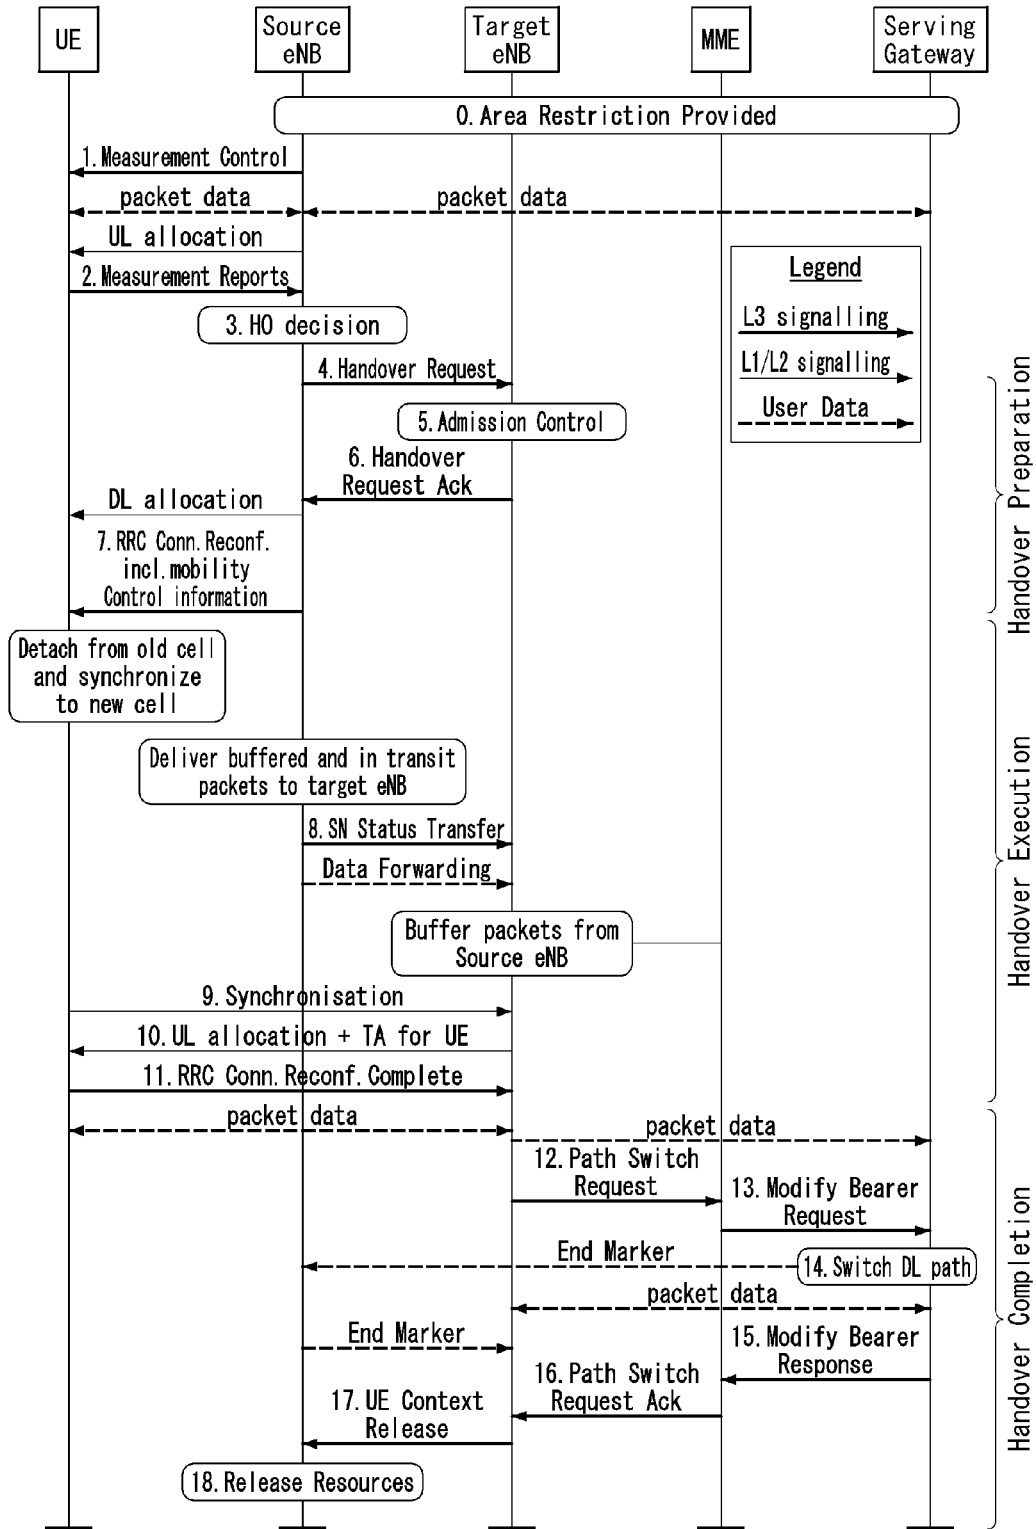 UE
Source
eNB
Target
eNB
MME
Serving
Gateway
0.Area Restriction Provided
1.Measurement Control
packet data
packet data
UL allocation
2.Measurement Reports
Legend
L3 signalling
L1/L2 signalling
User Data
3.HO decision
4.Handover Request
5.Admission Control
6.Handover
Request Ack
DL allocation
7.RRC Conn.Reconf.
incl.mobility
Control information
Handover Preparation
Detach from old cell
and synchronize
to new cell
Deliver buffered and in transit
packets to target eNB
8.SN Status Transfer
Data Forwarding
Buffer packets from
Source eNB
9.Synchronisation
10.UL allocation + TA for UE
11.RRC Conn.Reconf.Complete
Handover Execution
packet data
packet data
12.Path Switch
Request
13.Modify Bearer
Request
End Marker
14.Switch DL path
packet data
End Marker
15.Modify Bearer
Response
16.Path Switch
Request Ack
17.UE Context
Release
18.Release Resources
Handover Completion